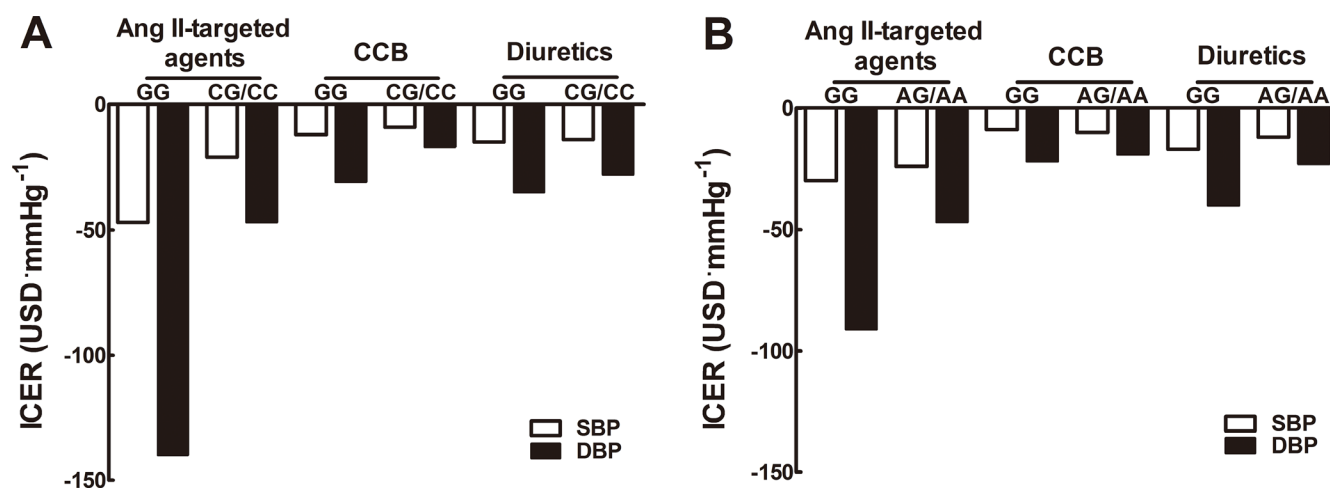 A
Ang II-targeted
agents
CCB
Diuretics
GG CG/CC GG CG/CC GG CG/CC
0
-50
-100
-150
ICER (USD·mmHg-1)
SBP
DBP
B
Ang II-targeted
agents
CCB
Diuretics
GG AG/AA GG AG/AA GG AG/AA
0
-50
-100
-150
ICER (USD·mmHg-1)
SBP
DBP